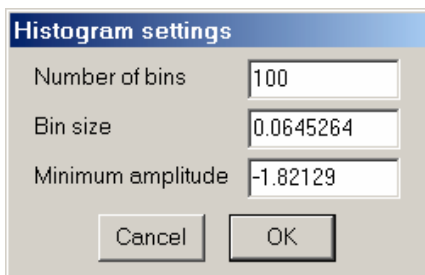 Histogram settings
Number of bins 100
Bin size 0.0645264
Minimum amplitude -1.82129
Cancel OK